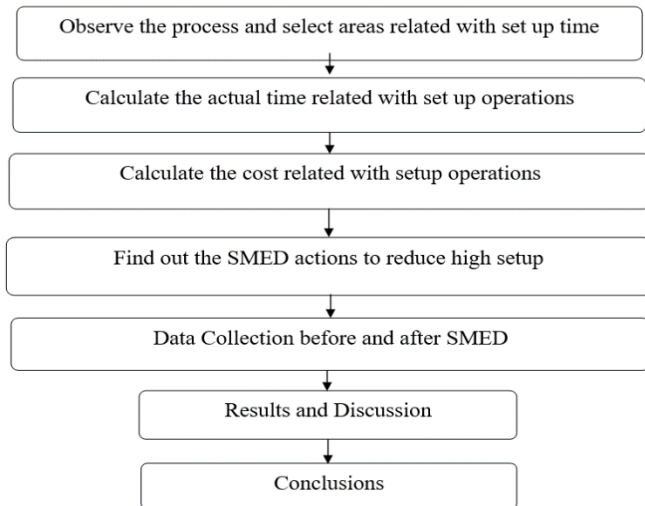 Observe the process and select areas related with set up time
Calculate the actual time related with set up operations
Calculate the cost related with setup operations
Find out the SMED actions to reduce high setup
Data Collection before and after SMED
Results and Discussion
Conclusions